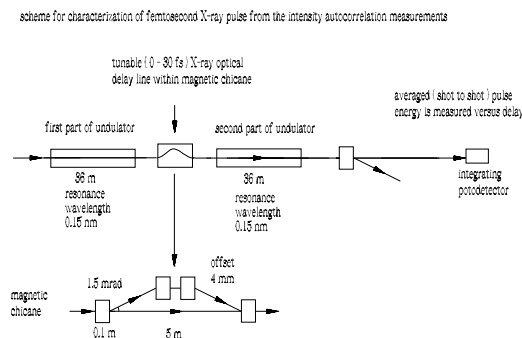 scheme for characterization of femtosecond X-ray pulse from the intensity autocorrelation measurements
tunable ( 0 - 30 fs ) X-ray optical
delay line within magnetic chicane
averaged ( shot to shot ) pulse
energy is measured versus delay
first part of undulator
second part of undulator
36 m
resonance
wavelength
0.15 nm
36 m
resonance
wavelength
0.15 nm
integrating
potodetector
offset
4 mm
1.5 mrad
magnetic
chicane
0.1 m
5 m